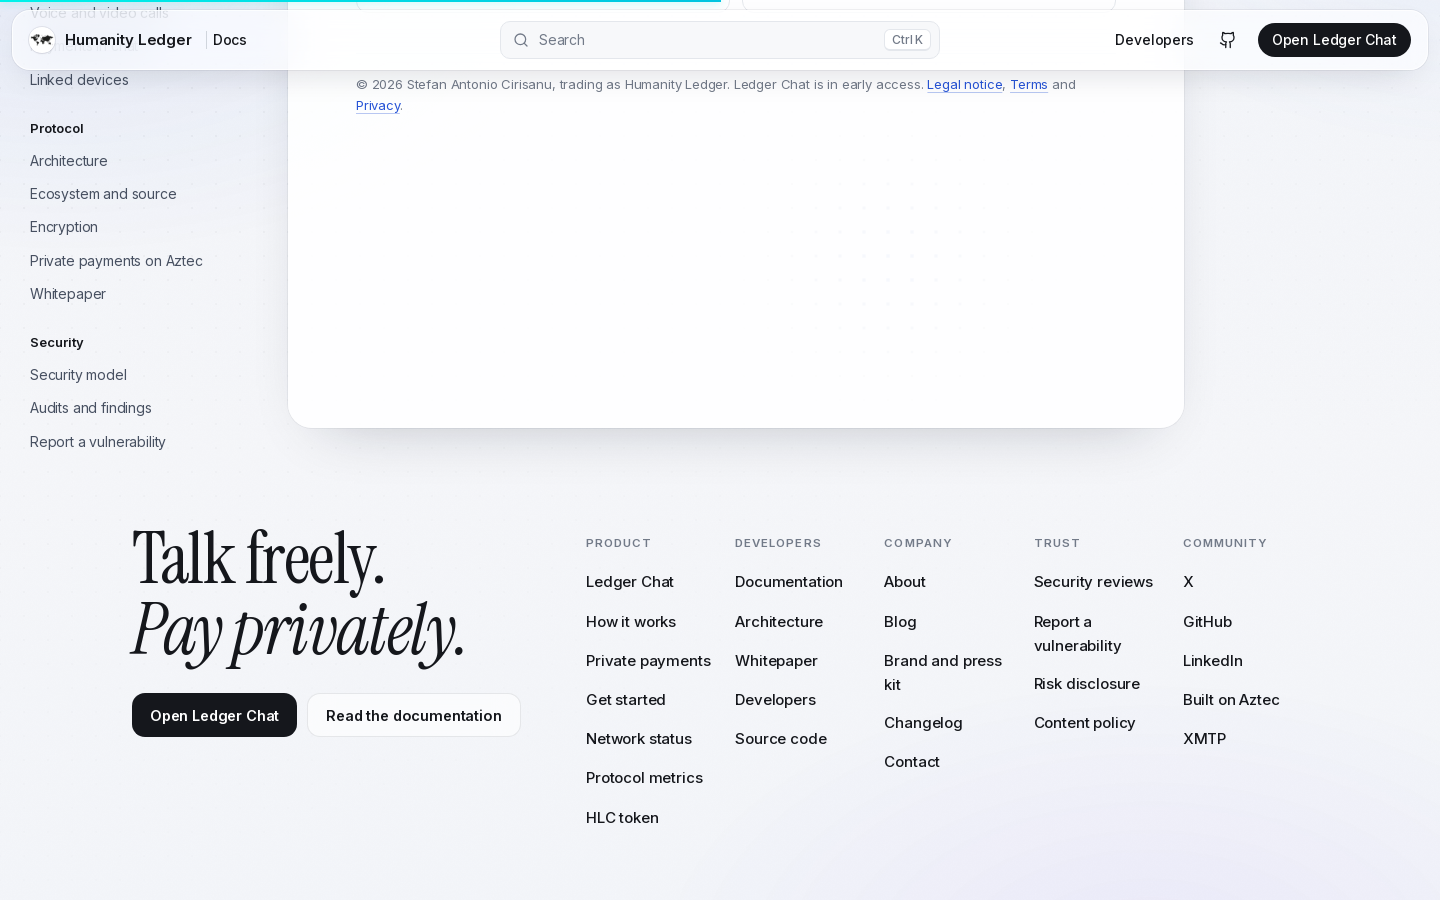 Voice and video calls
Humanity Ledger
Docs
Search
Ctrl K
Developers
Open Ledger Chat
Linked devices
Protocol
Architecture
Ecosystem and source
Encryption
Private payments on Aztec
Whitepaper
Security
Security model
Audits and findings
Report a vulnerability
© 2026 Stefan Antonio Cirisanu, trading as Humanity Ledger. Ledger Chat is in early access. Legal notice, Terms and
Privacy.
Talk freely.
Pay privately.
Open Ledger Chat
Read the documentation
PRODUCT
Ledger Chat
How it works
Private payments
Get started
Network status
Protocol metrics
HLC token
DEVELOPERS
Documentation
Architecture
Whitepaper
Developers
Source code
COMPANY
About
Blog
Brand and press
kit
Changelog
Contact
TRUST
Security reviews
Report a
vulnerability
Risk disclosure
Content policy
COMMUNITY
X
GitHub
LinkedIn
Built on Aztec
XMTP